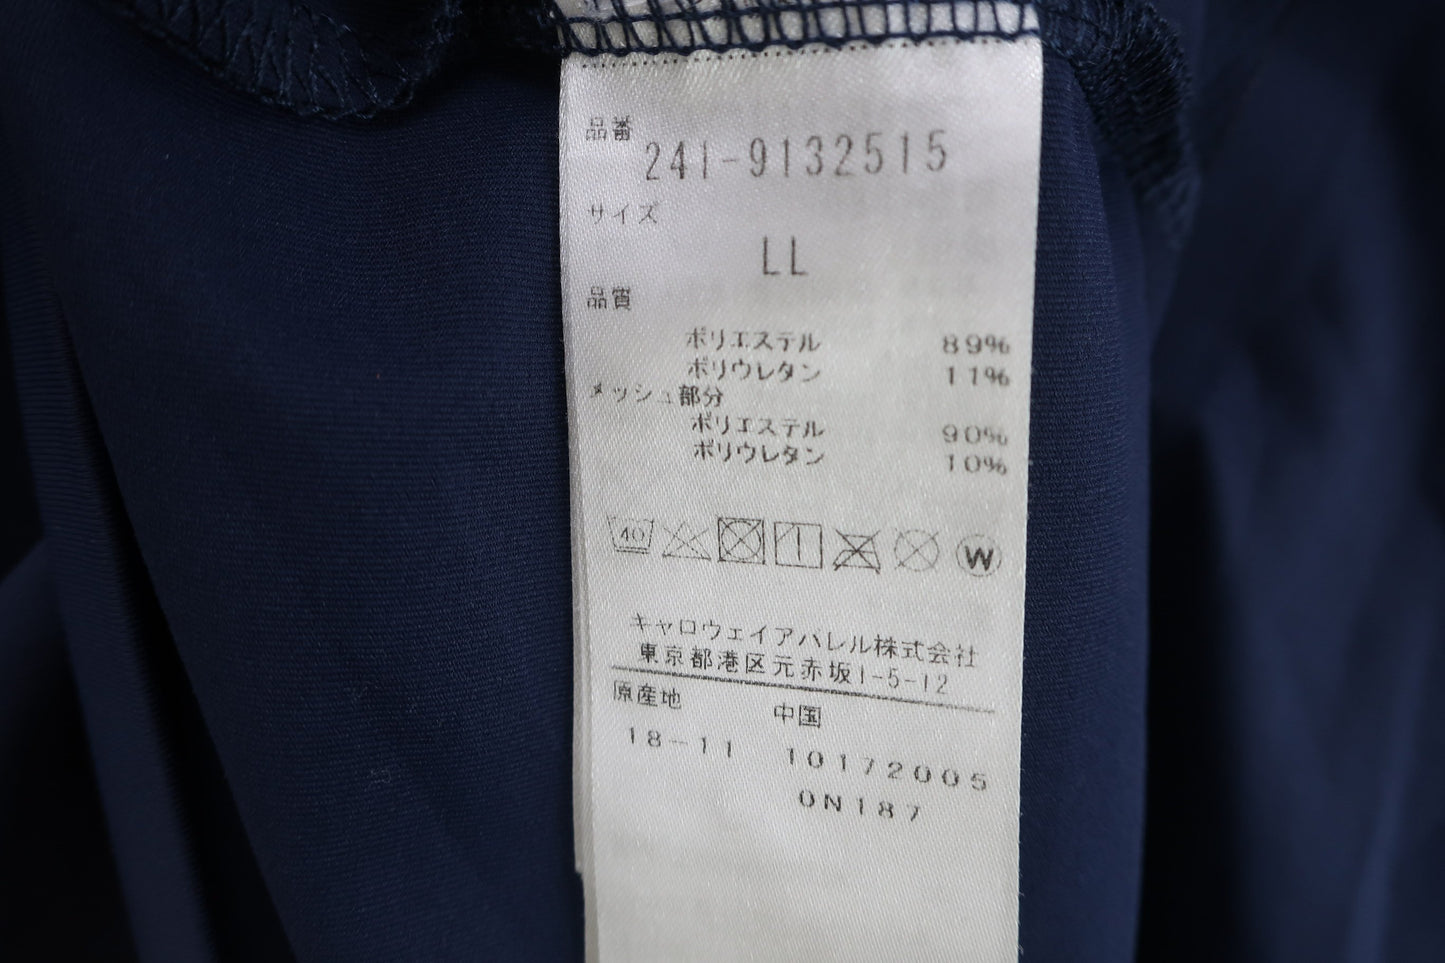 品番
241-9132515
サイズ
LL
品質
ポリエステル 89%
ポリウレタン 11%
メッシュ部分
ポリエステル 90%
ポリウレタン 10%
40 W
キャロウェイアパレル株式会社
東京都港区元赤坂1-5-12
原産地 中国
18-11 10172005
0N187